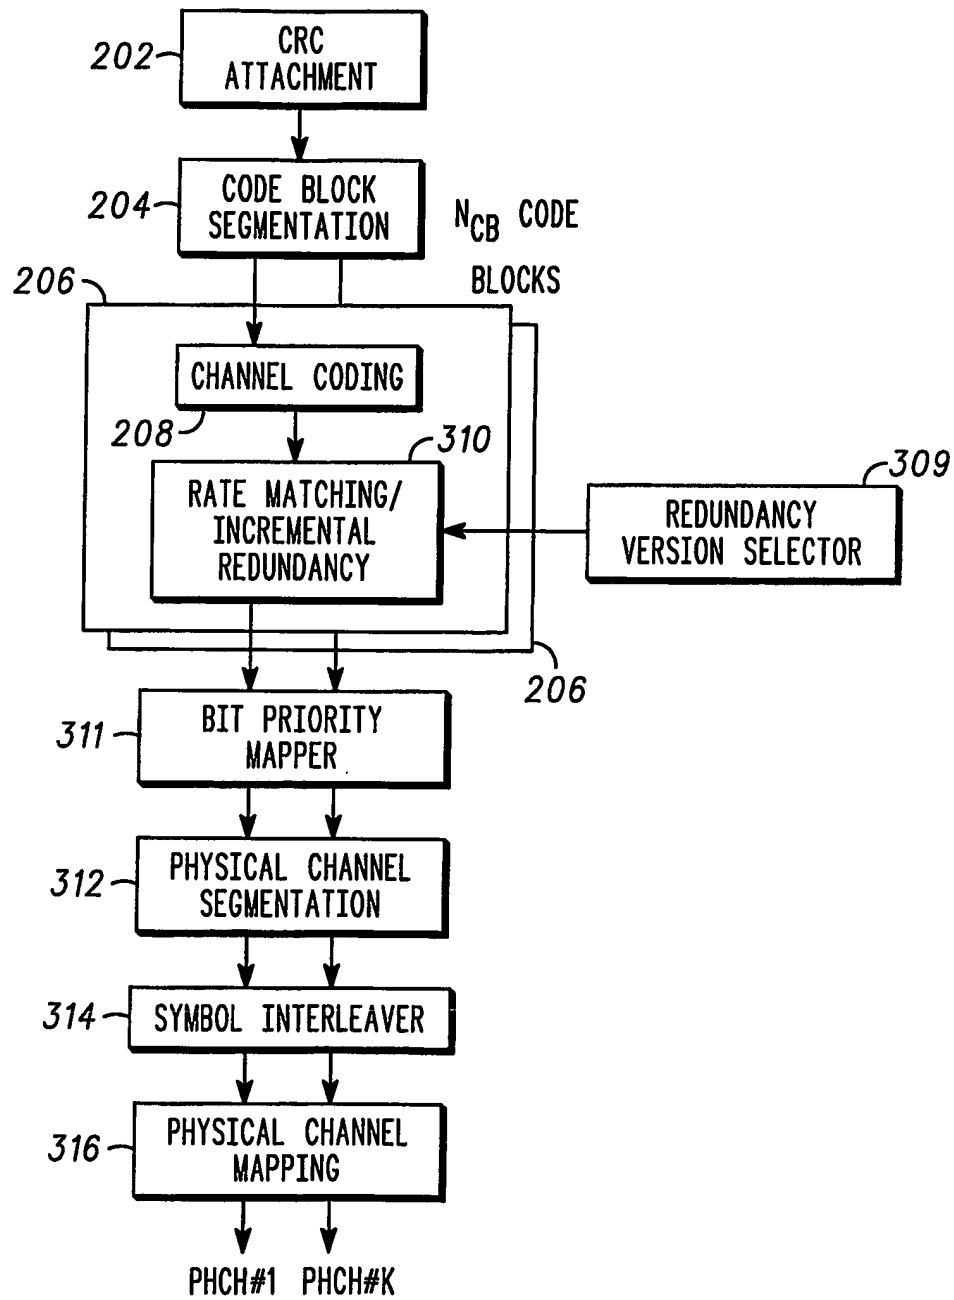 CRC
ATTACHMENT
202
CODE BLOCK
SEGMENTATION
204
N_CB CODE
BLOCKS
206
CHANNEL CODING
208
310
RATE MATCHING/
INCREMENTAL
REDUNDANCY
309
REDUNDANCY
VERSION SELECTOR
206
311
BIT PRIORITY
MAPPER
312
PHYSICAL CHANNEL
SEGMENTATION
314
SYMBOL INTERLEAVER
316
PHYSICAL CHANNEL
MAPPING
PHCH#1 PHCH#K